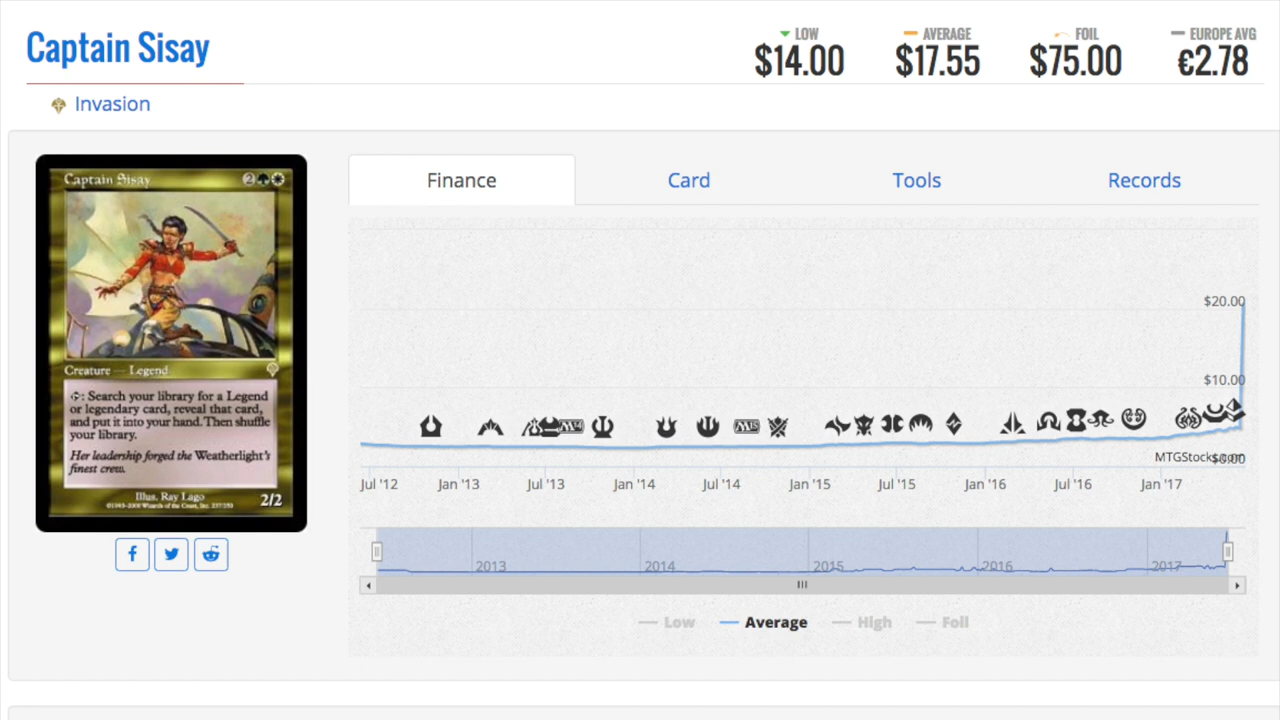 Captain Sisay
LOW
$14.00
AVERAGE
$17.55
FOIL
$75.00
EUROPE AVG
€2.78
Invasion
Captain Sisay
2
Creature — Legend
: Search your library for a Legend
or legendary card, reveal that card,
and put it into your hand. Then shuffle
your library.
Her leadership forged the Weatherlight's
finest crew.
Illus. Ray Lago
2/2
Finance
Card
Tools
Records
$20.00
$10.00
MTGStocks.com
$0.00
Jul '12
Jan '13
Jul '13
Jan '14
Jul '14
Jan '15
Jul '15
Jan '16
Jul '16
Jan '17
2013
2014
2015
2016
2017
Low
Average
High
Foil